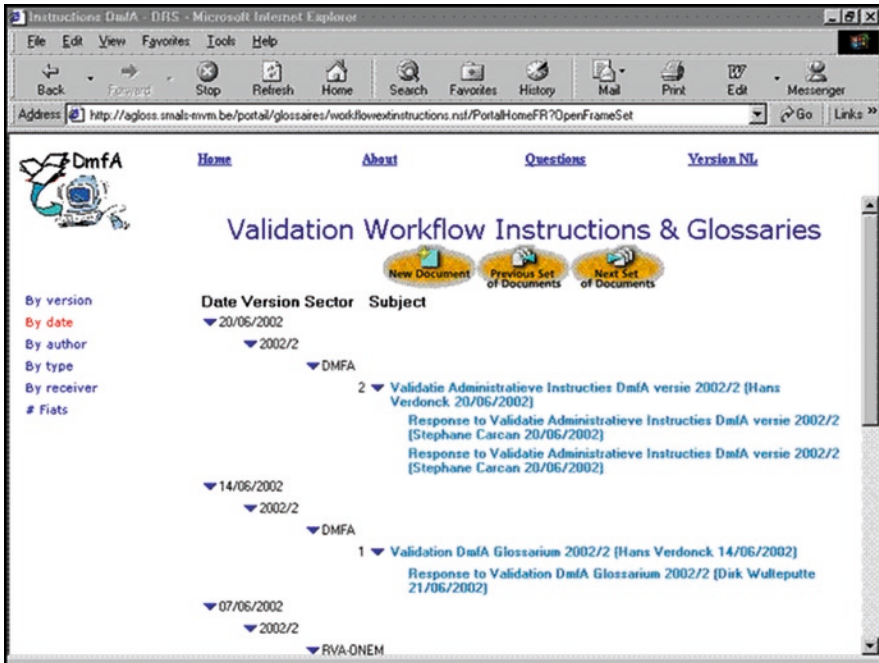 Instructions DmfA - DRS - Microsoft Internet Explorer
File Edit View Favorites Tools Help
Back Forward Stop Refresh Home Search Favorites History Mail Print Edit Messenger
Address http://agloss.smals-mvm.be/portail/glossaires/workflowextinstructions.nsf/PortalHomeFR?OpenFrameSet Go Links »
DmfA Home About Questions Version NL
Validation Workflow Instructions & Glossaries
New Document Previous Set of Documents Next Set of Documents
By version
By date
By author
By type
By receiver
# Fiats
Date Version Sector Subject
20/06/2002
2002/2
DMFA
2 Validatie Administratieve Instructies DmfA versie 2002/2 (Hans
Verdonck 20/06/2002)
Response to Validatie Administratieve Instructies DmfA versie 2002/2
(Stephane Carcan 20/06/2002)
Response to Validatie Administratieve Instructies DmfA versie 2002/2
(Stephane Carcan 20/06/2002)
14/06/2002
2002/2
DMFA
1 Validation DmfA Glossarium 2002/2 (Hans Verdonck 14/06/2002)
Response to Validation DmfA Glossarium 2002/2 (Dirk Wulteputte
21/06/2002)
07/06/2002
2002/2
RVA-ONEM